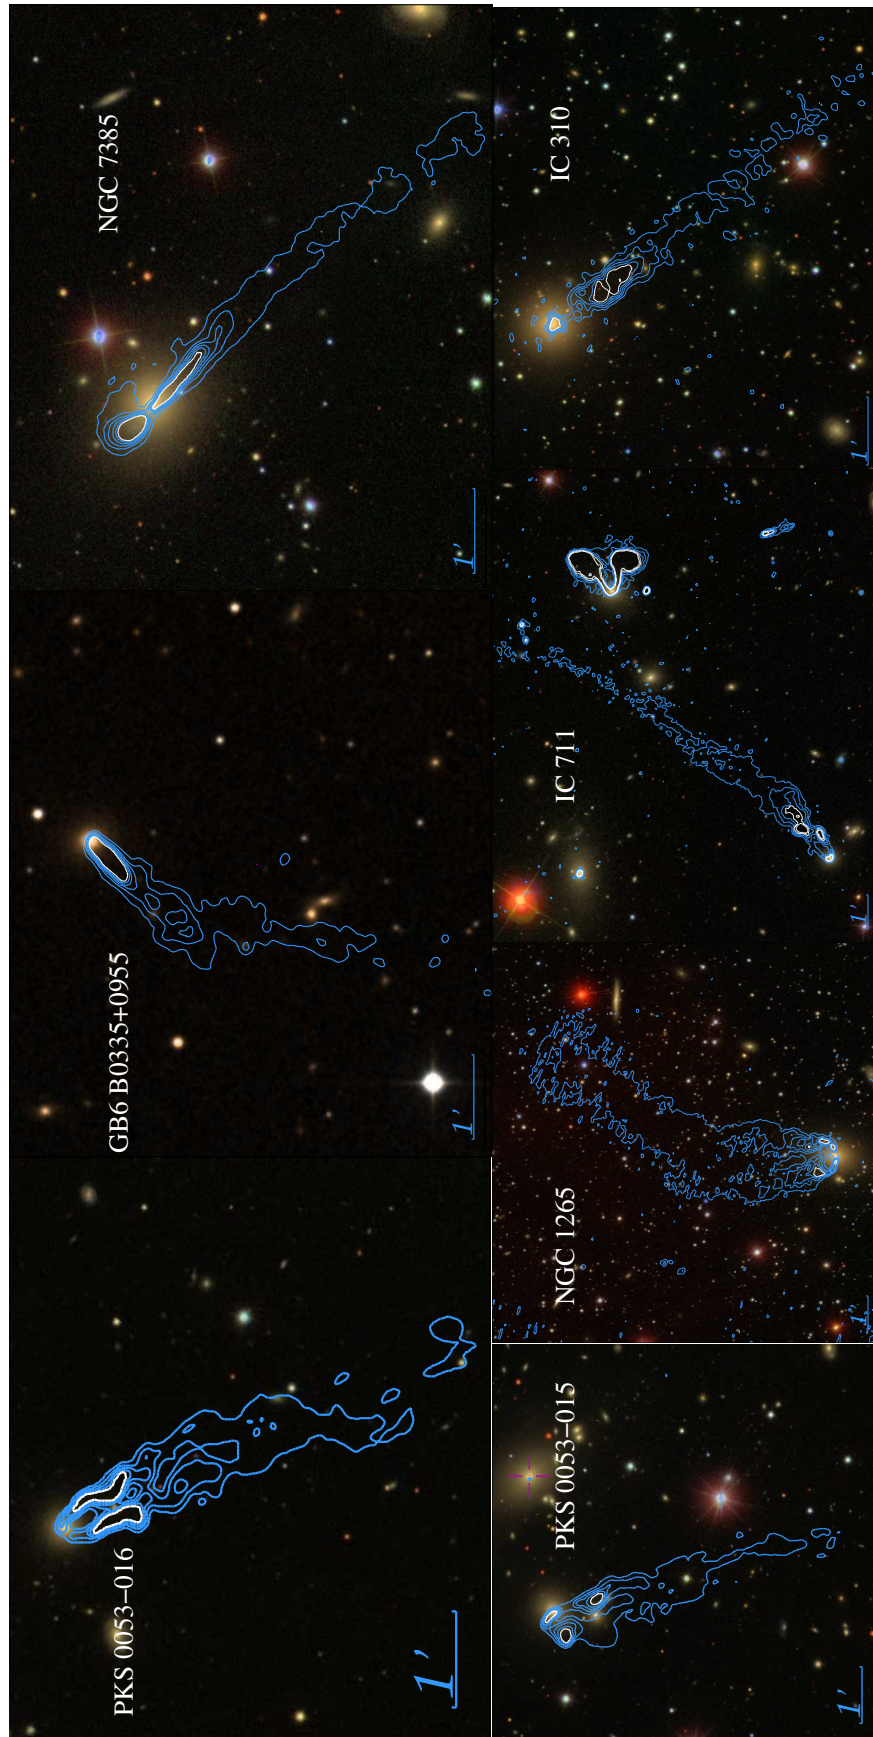 PKS 0053−016
1′
GB6 B0335+0955
1′
NGC 7385
1′
PKS 0053−015
1′
NGC 1265
1′
IC 711
1′
IC 310
1′